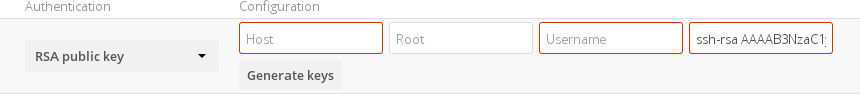 Authentication Configuration
RSA public key Host Root Username ssh-rsa AAAAB3NzaC1
Generate keys